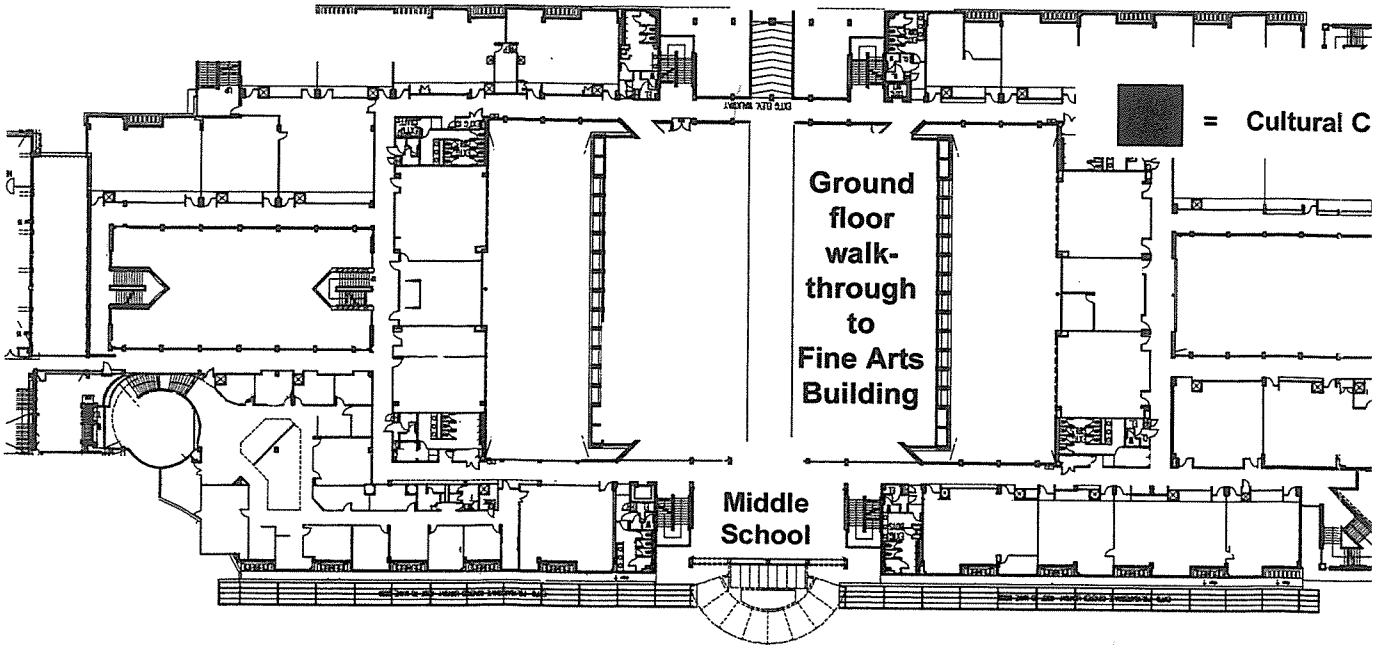 = Cultural C
Ground
floor
walk-
through
to
Fine Arts
Building
Middle
School